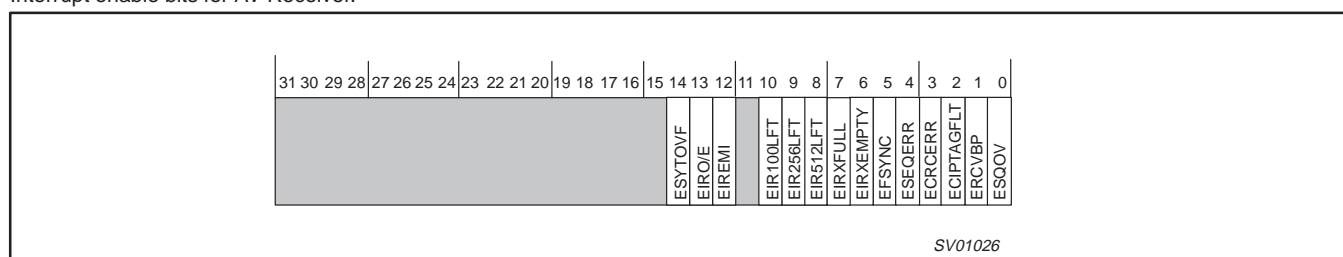 Interrupt enable bits for AV Receiver.
31 30 29 28 27 26 25 24 23 22 21 20 19 18 17 16 15 14 13 12 11 10 9 8 7 6 5 4 3 2 1 0
ESYTOVF
EIRO/E
EIREMI
EIR100LFT
EIR256LFT
EIR512LFT
EIRXFULL
EIRXEMPTY
EFSYNC
ESEQERR
ECRCERR
ECIPTAGFLT
ERCVBP
ESQOV
SV01026